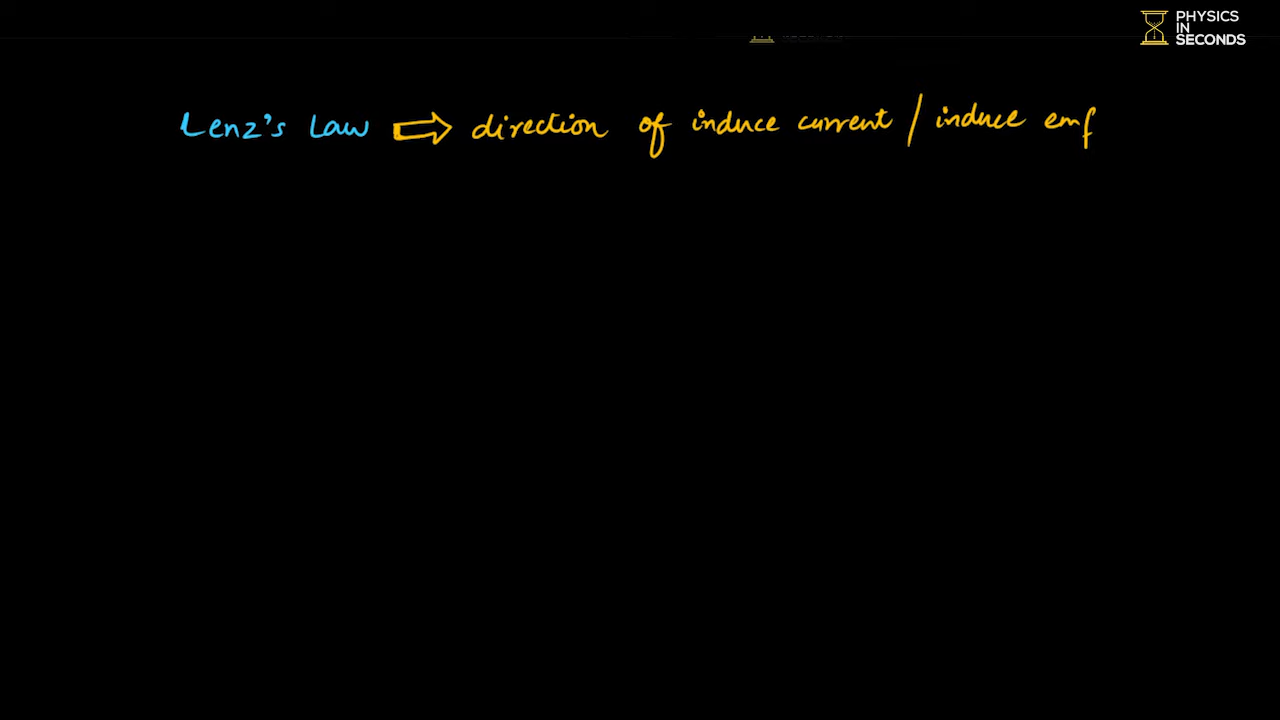 PHYSICS
IN
SECONDS
Lenz's Law ⇒ direction of induce current / induce emf